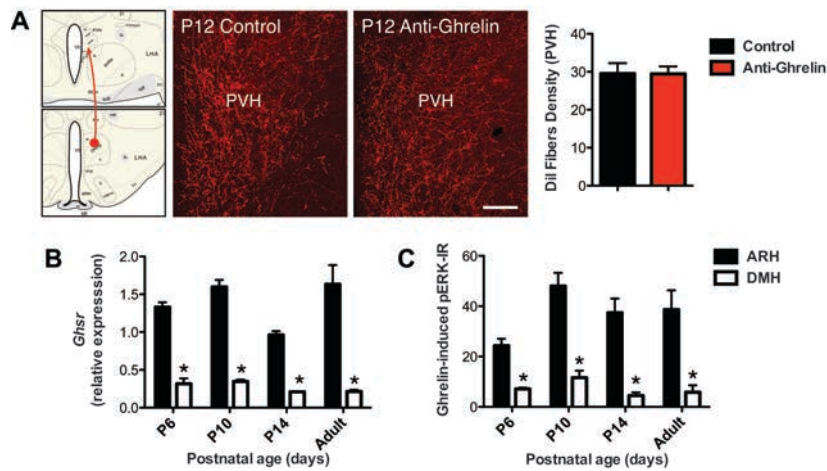 A
LHA
LHA
P12 Control
PVH
P12 Anti-Ghrelin
PVH
DiI Fibers Density (PVH)
40
30
20
10
0
Control
Anti-Ghrelin
B
Ghsr
(relative expresssion)
2.0
1.5
1.0
0.5
0.0
* * * *
P6 P10 P14 Adult
Postnatal age (days)
C
Ghrelin-induced pERK-IR
60
40
20
0
* * * *
P6 P10 P14 Adult
Postnatal age (days)
ARH
DMH